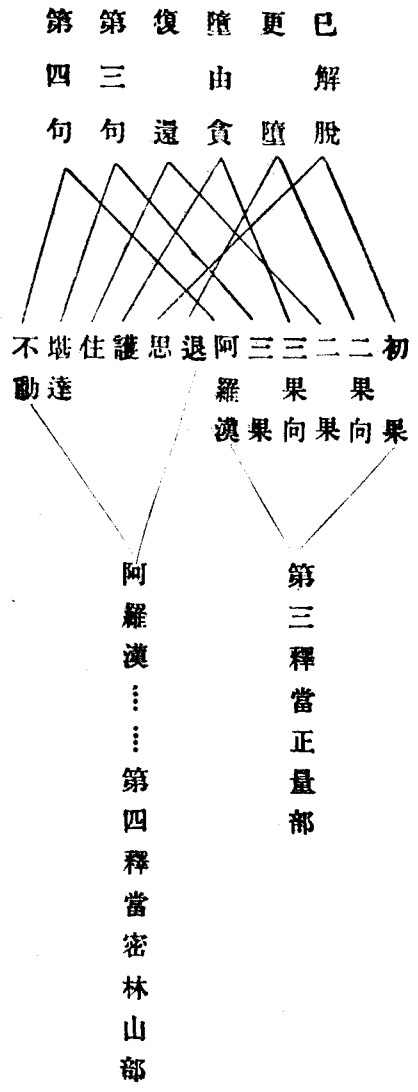 已解脫
更墮
墮由貪
復還
第三句
第四句
初果
二果向
二果
三果向
三果
阿羅漢
退
思
護
住
堪達
不動
第三釋當正量部
阿羅漢……第四釋當密林山部